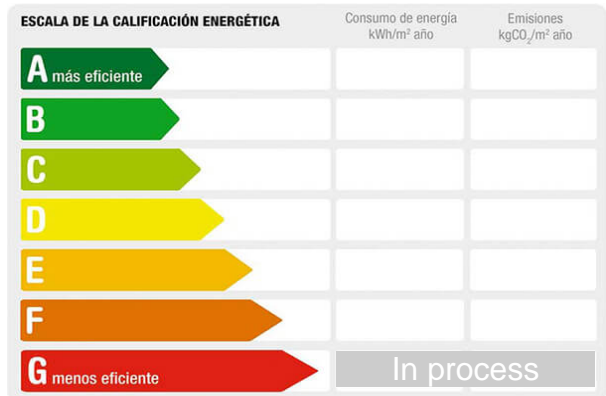 ESCALA DE LA CALIFICACIÓN ENERGÉTICA
Consumo de energía
kWh/m² año
Emisiones
kgCO₂/m² año
A más eficiente
B
C
D
E
F
G menos eficiente
In process